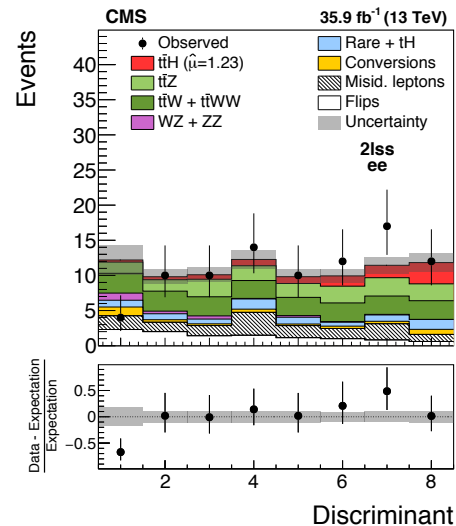 CMS 35.9 fb⁻¹ (13 TeV)
Events
Observed
tt̄H (μ̂=1.23)
tt̄Z
tt̄W + tt̄WW
WZ + ZZ
Rare + tH
Conversions
Misid. leptons
Flips
Uncertainty
2lss
ee
40
35
30
25
20
15
10
5
0
Data - Expectation
Expectation
0.5
0.0
−0.5
2 4 6 8
Discriminant